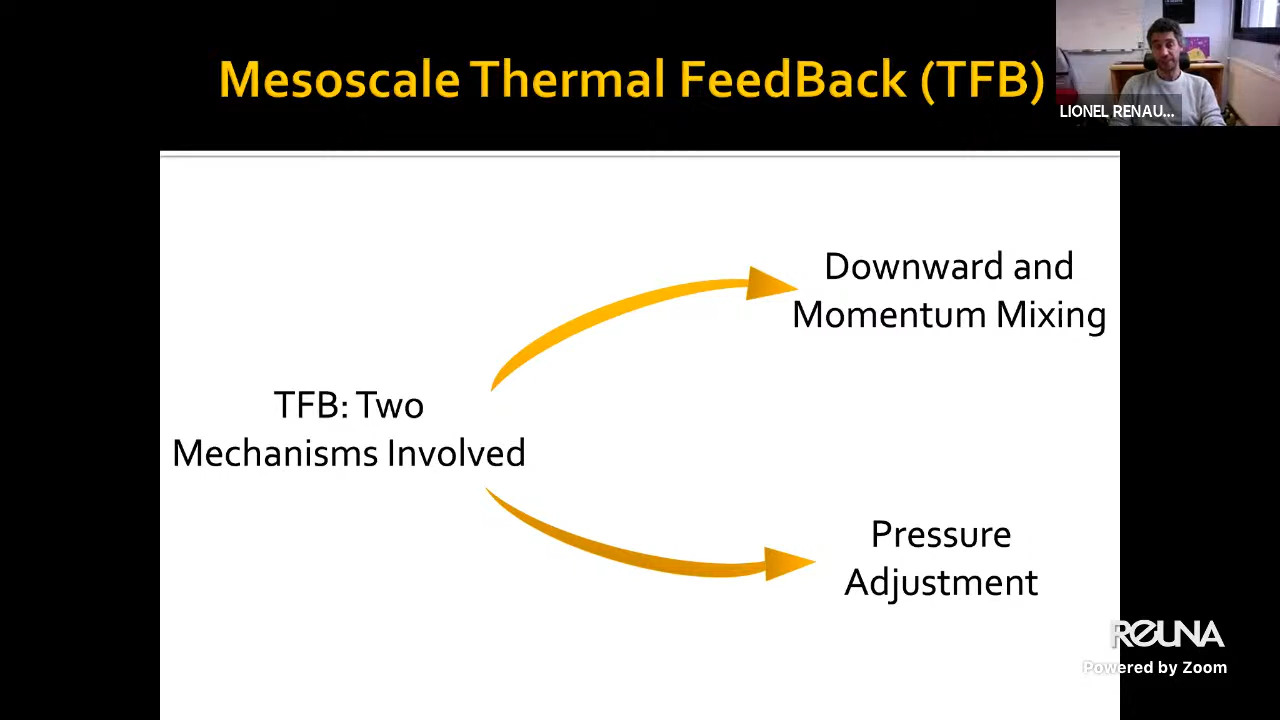 Mesoscale Thermal FeedBack (TFB)
LIONEL RENAU...
Downward and
Momentum Mixing
TFB: Two
Mechanisms Involved
Pressure
Adjustment
REUNA
Powered by Zoom